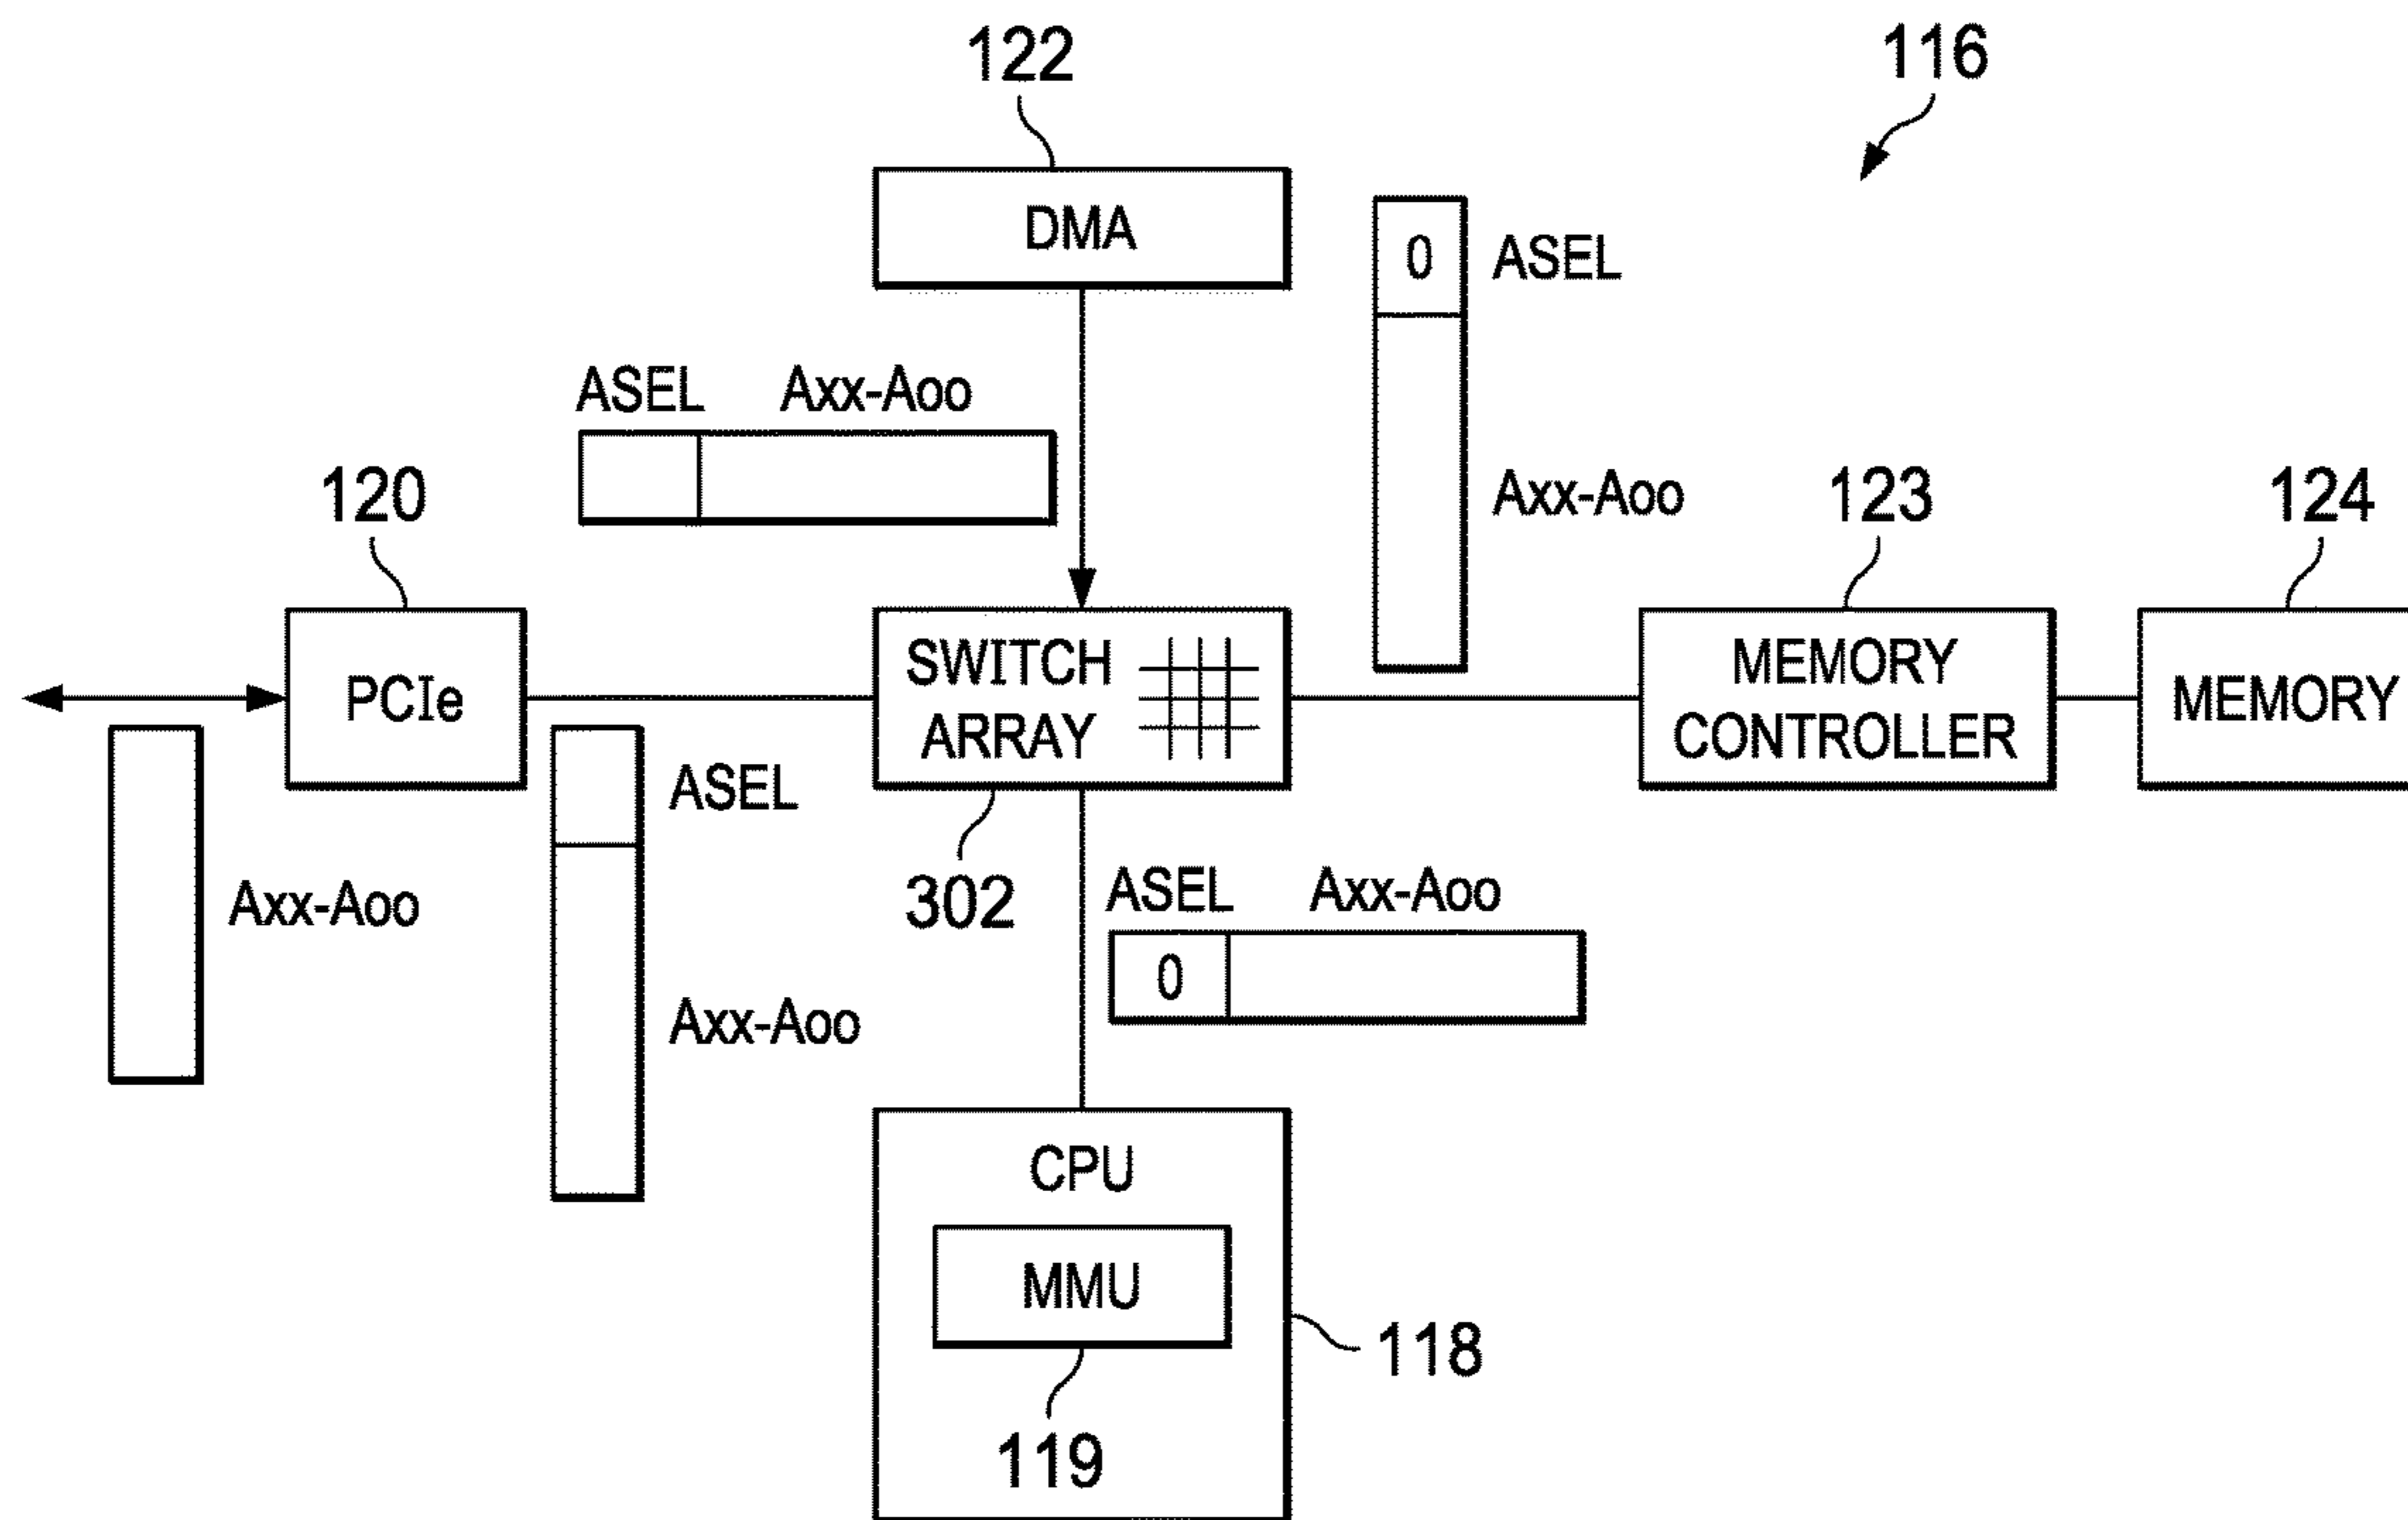 122
116
DMA
0
ASEL
ASEL Axx-Aoo
Axx-Aoo
120
123
124
PCIe
SWITCH
ARRAY
MEMORY
CONTROLLER
MEMORY
ASEL
Axx-Aoo
302
ASEL Axx-Aoo
0
Axx-Aoo
CPU
MMU
118
119